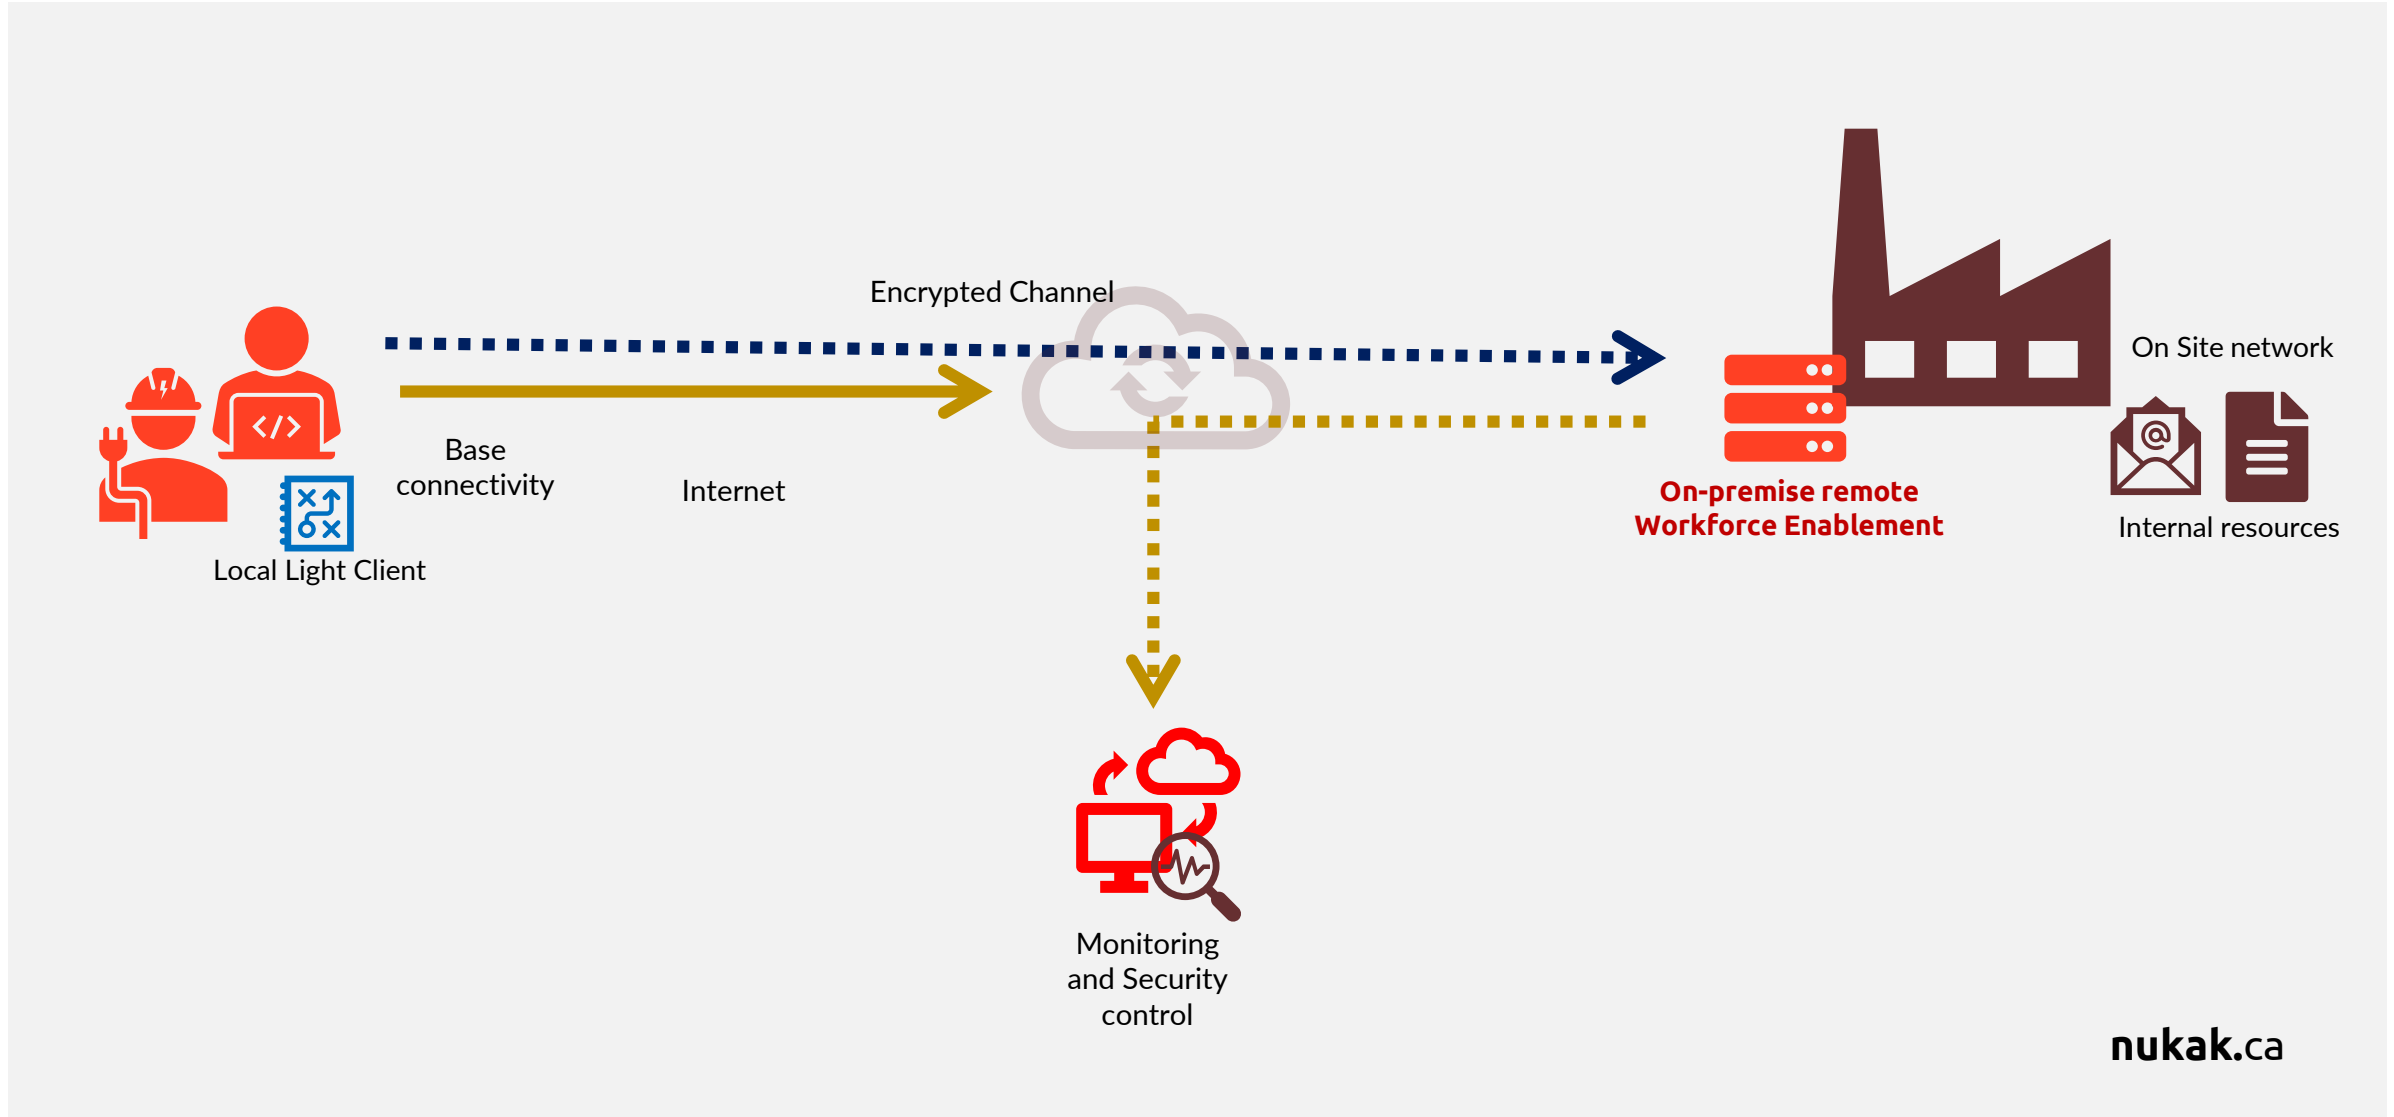 Encrypted Channel
On Site network
Base
connectivity
Internet
On-premise remote
Workforce Enablement
Internal resources
Local Light Client
Monitoring
and Security
control
nukak.ca